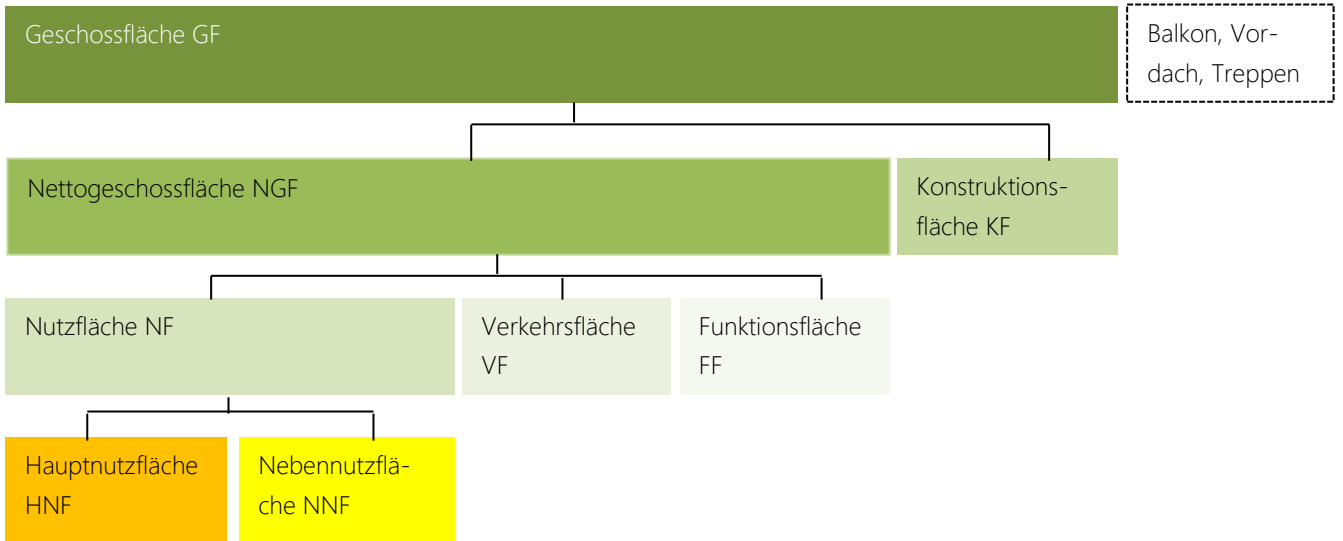 Geschossfläche GF
Balkon, Vor-
dach, Treppen
Nettogeschossfläche NGF
Konstruktions-
fläche KF
Nutzfläche NF
Verkehrsfläche
VF
Funktionsfläche
FF
Hauptnutzfläche
HNF
Nebennutzflä-
che NNF